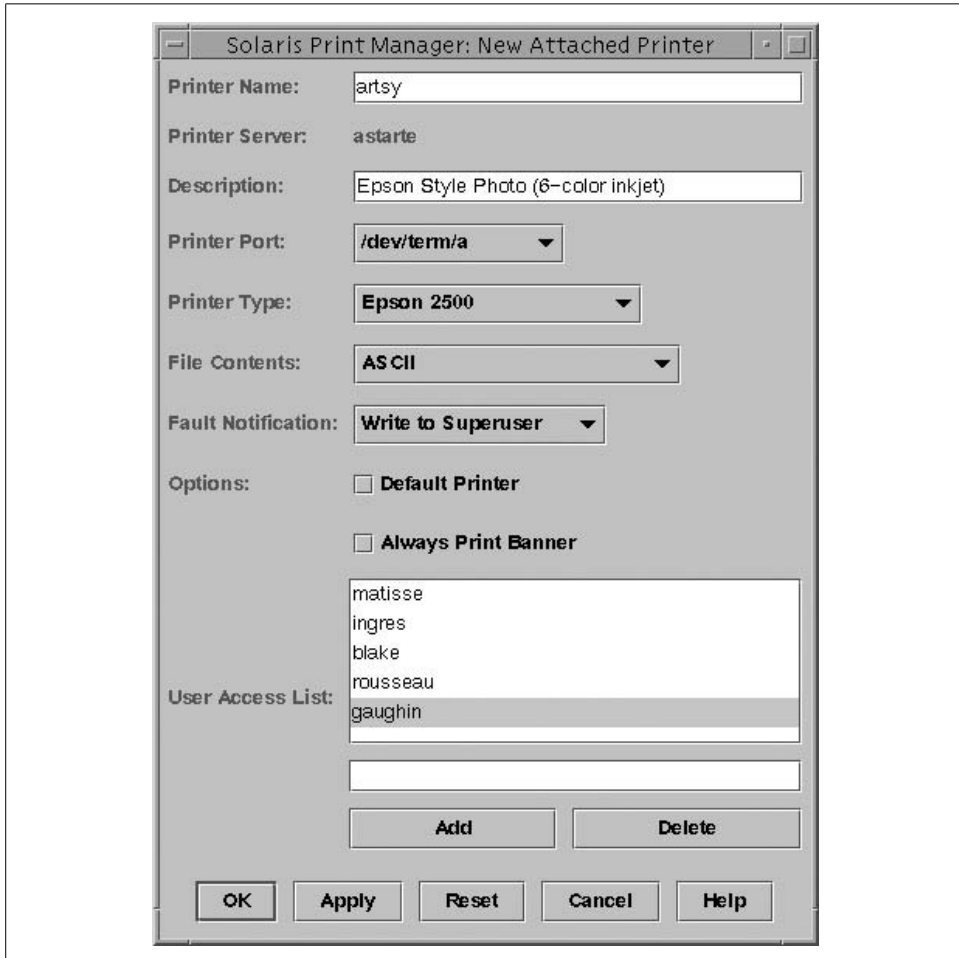 Solaris Print Manager: New Attached Printer
Printer Name: artsy
Printer Server: astarte
Description: Epson Style Photo (6-color inkjet)
Printer Port: /dev/term/a
Printer Type: Epson 2500
File Contents: ASCII
Fault Notification: Write to Superuser
Options: Default Printer
Always Print Banner
matisse
ingres
blake
rousseau
User Access List:
gaughin
Add Delete
OK Apply Reset Cancel Help